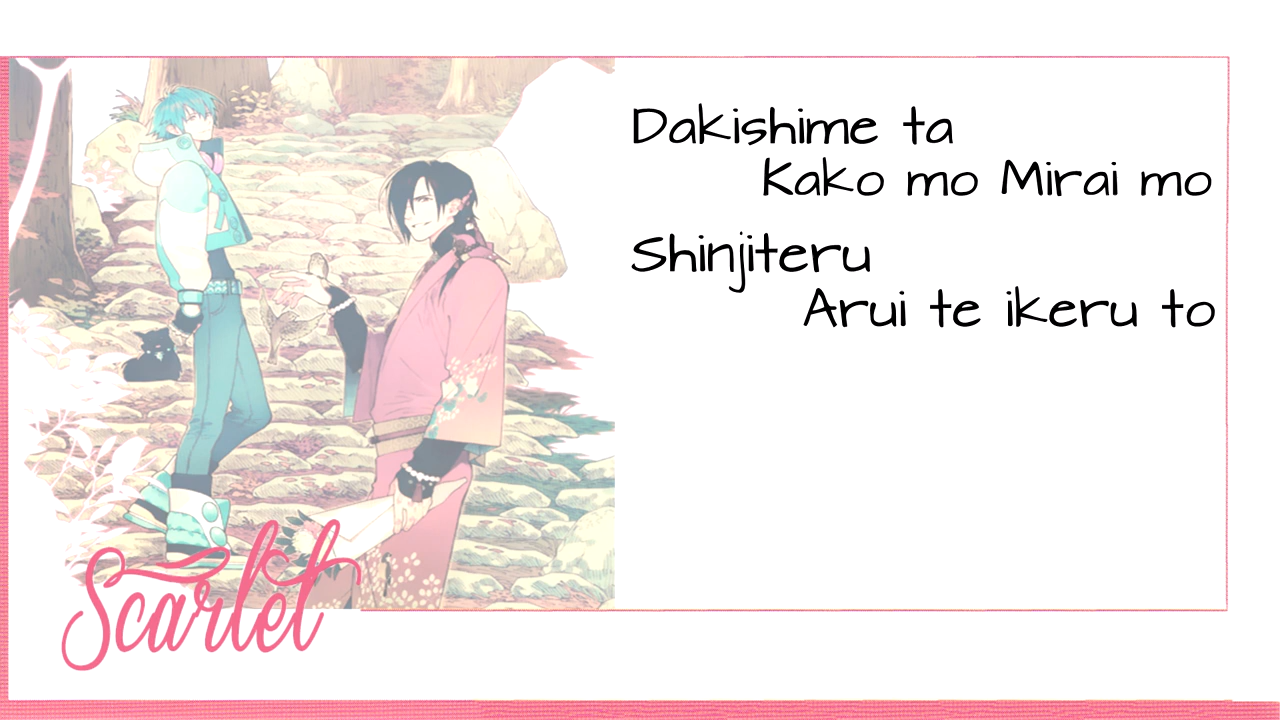 Dakishime ta
Kako mo Mirai mo
Shinjiteru
Arui te ikeru to
Scarlet